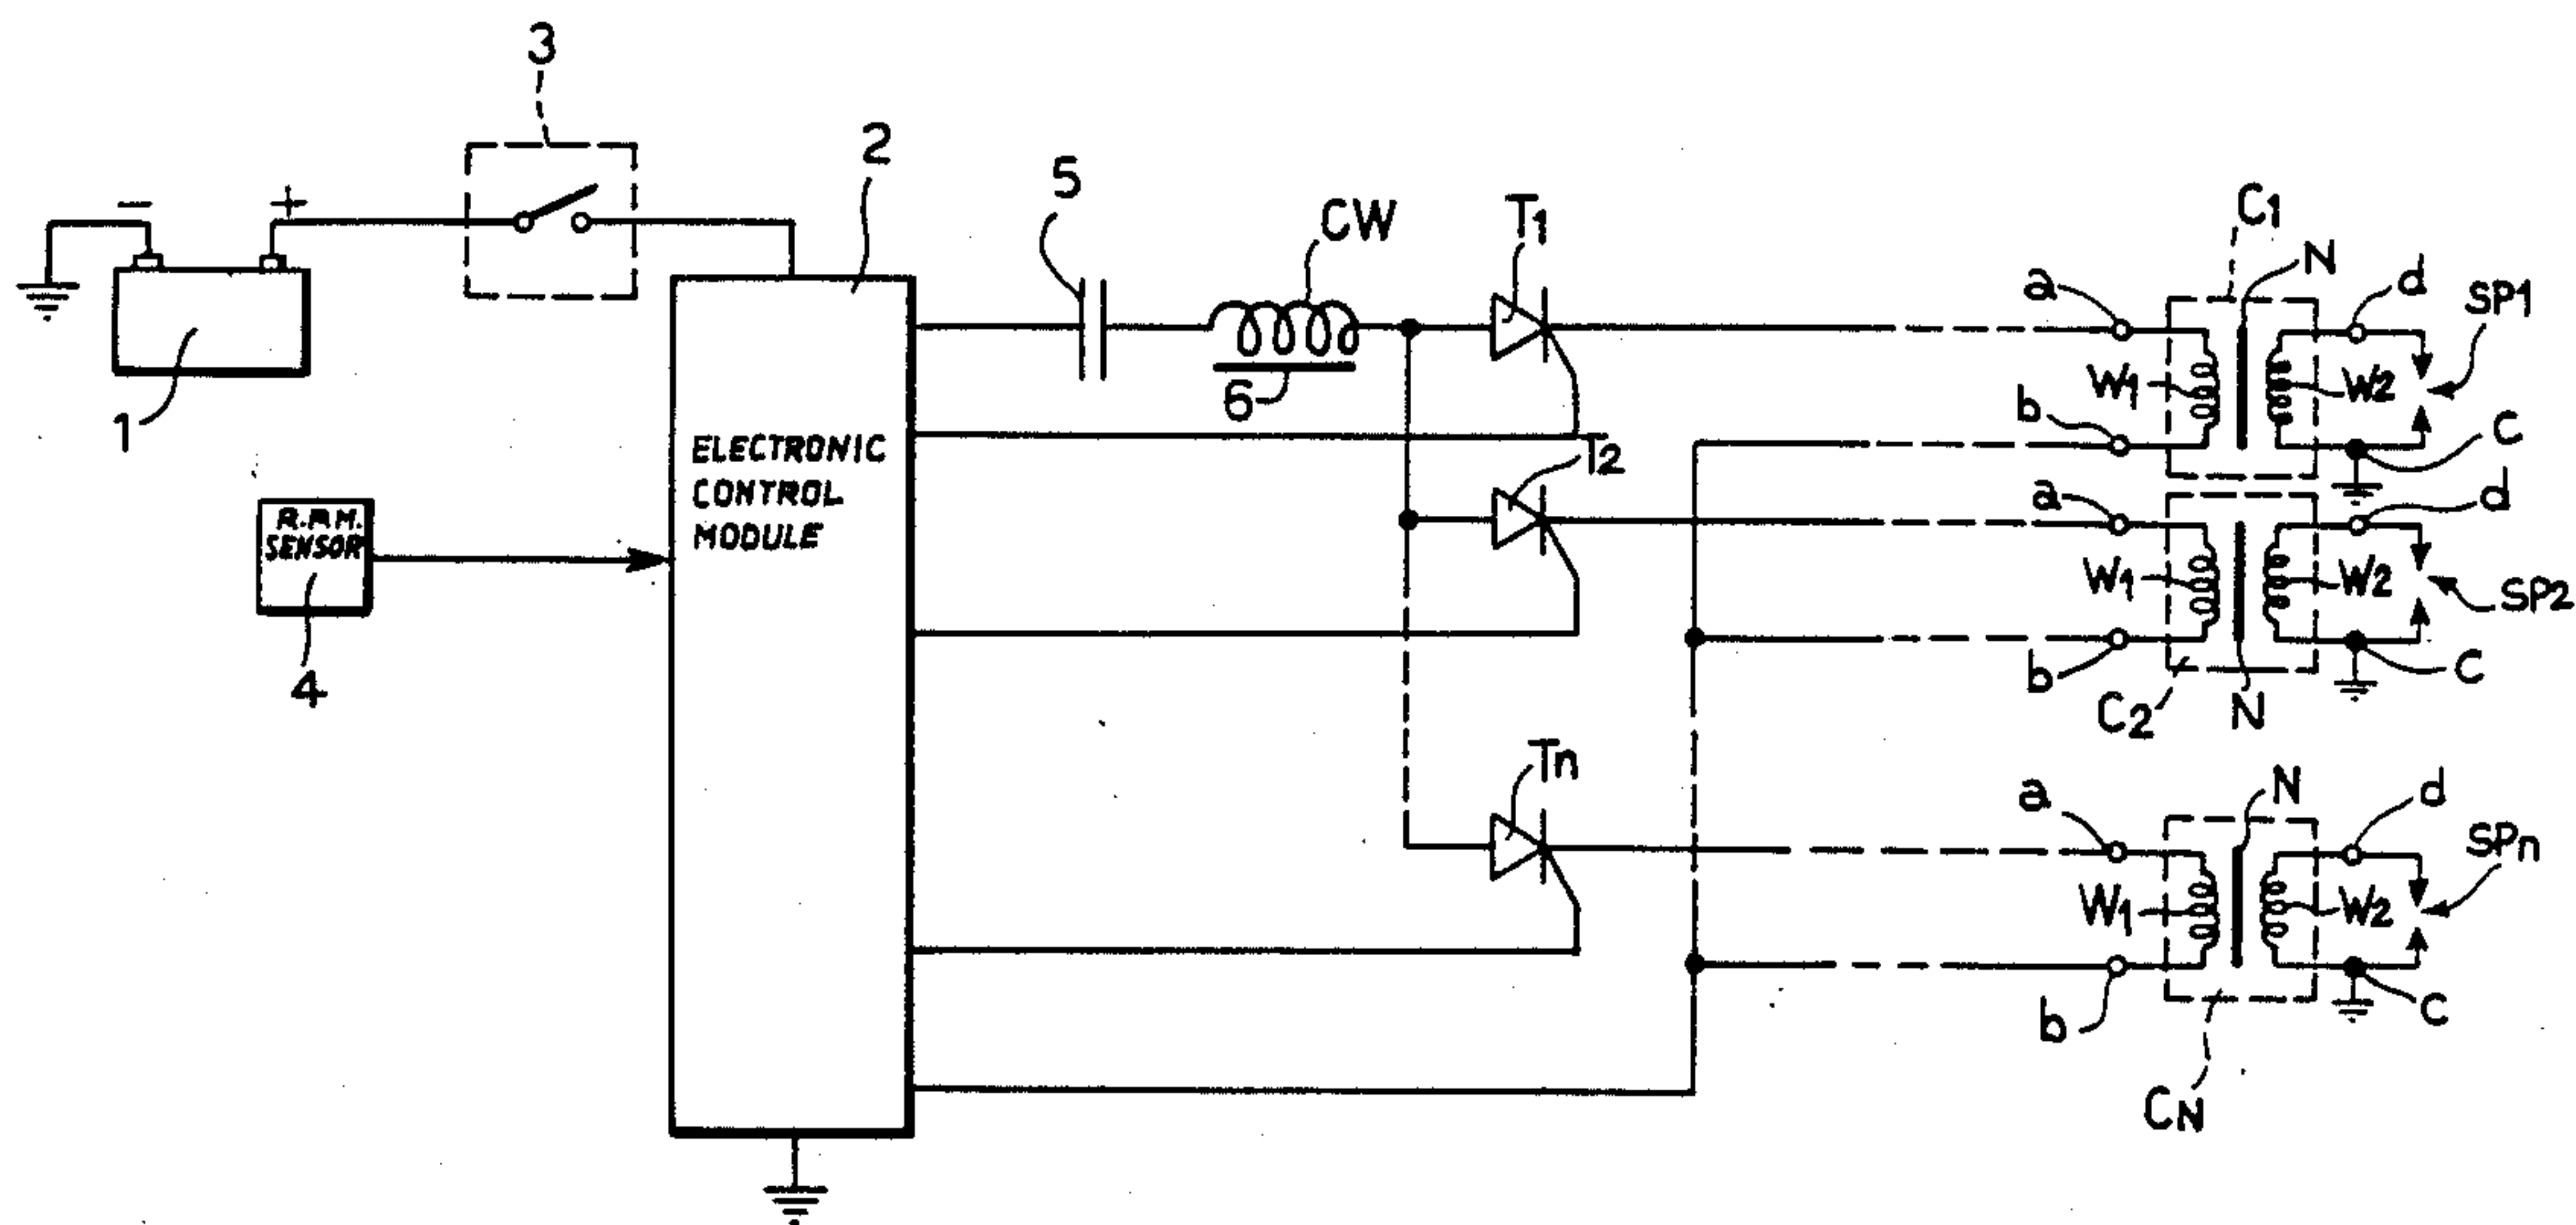 3
2
5
CW
T1
C1
N
a
d
SP1
− +
W1
W2
6
b
C
1
ELECTRONIC
CONTROL
MODULE
T2
R.P.M.
SENSOR
a
d
W1
W2
SP2
4
b
C
C2
N
Tn
a
N
d
SPn
W1
W2
b
C
CN